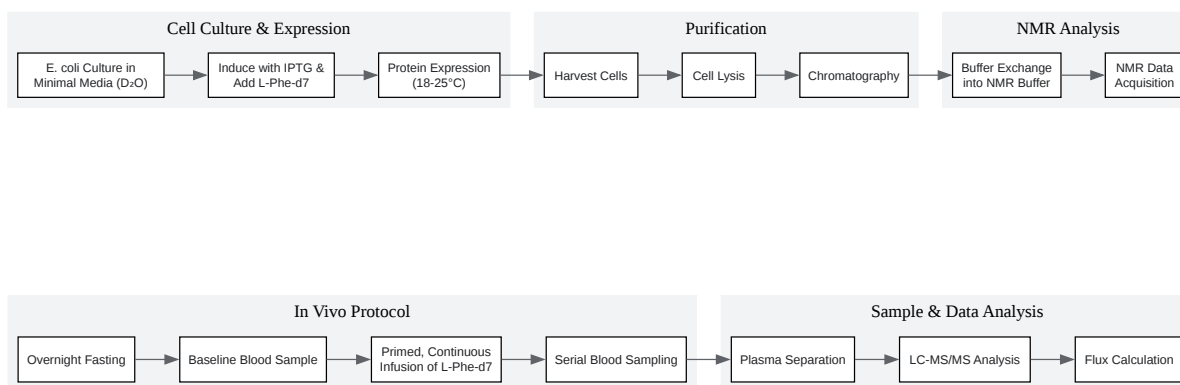 Cell Culture & Expression
E. coli Culture in
Minimal Media (D₂O)
Induce with IPTG &
Add L-Phe-d7
Protein Expression
(18-25°C)
Purification
Harvest Cells
Cell Lysis
Chromatography
NMR Analysis
Buffer Exchange
into NMR Buffer
NMR Data
Acquisition
In Vivo Protocol
Overnight Fasting
Baseline Blood Sample
Primed, Continuous
Infusion of L-Phe-d7
Serial Blood Sampling
Sample & Data Analysis
Plasma Separation
LC-MS/MS Analysis
Flux Calculation